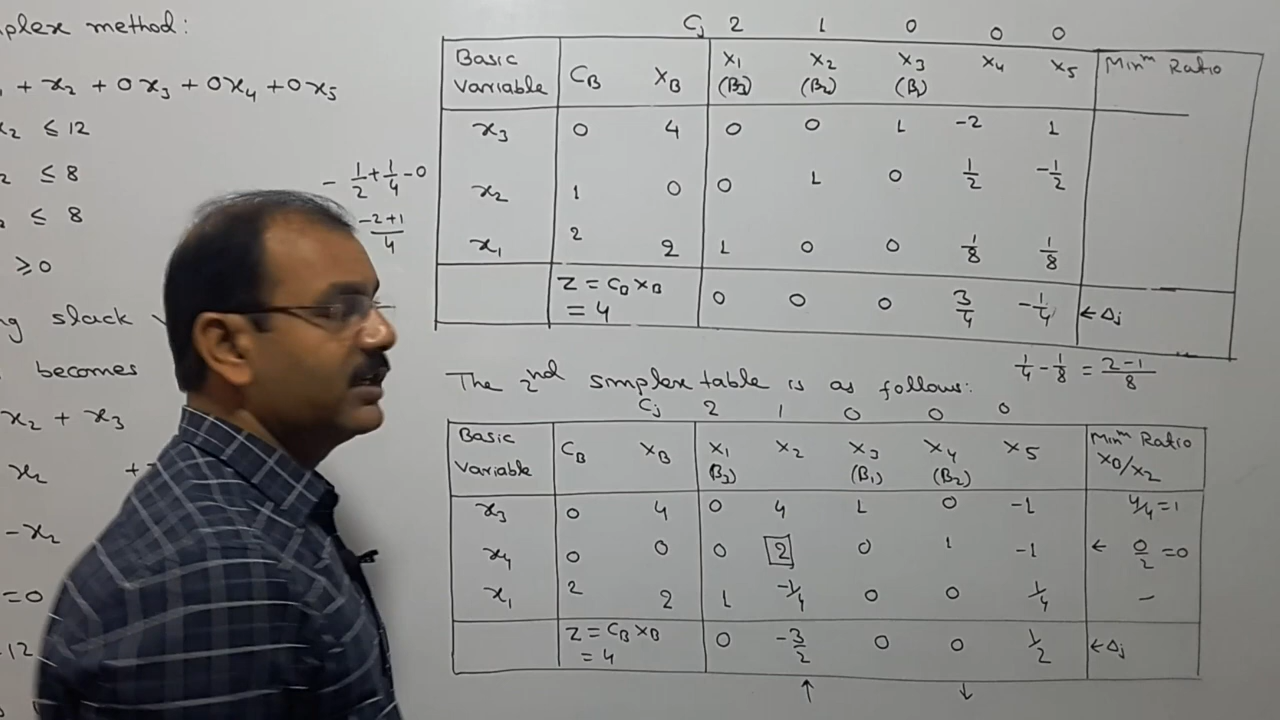 mplex method:
+ x₂ + 0x₃ + 0x₄ + 0x₅
x₂ ≤ 12
≤ 8
≤ 8
≥ 0
slack
becomes
x₂ + x₃
x₂ +
- x₂
= 0
12
- 1/2 + 1/4 - 0
-2+1/4
Cj 2 1 0 0 0
Basic Variable CB XB X₁ (B₃) X₂ (B₂) X₃ (B₁) X₄ X₅ Minᵐ Ratio
x₃ 0 4 0 0 1 -2 1
x₂ 1 0 0 1 0 1/2 -1/2
x₁ 2 2 1 0 0 1/8 1/8
Z = CB XB = 4 0 0 0 3/4 -1/4 ← Δj
1/4 - 1/8 = 2-1/8
The 2nd simplex table is as follows:
Cj 2 1 0 0 0
Basic Variable CB XB X₁ (B₃) X₂ X₃ (B₁) X₄ (B₂) X₅ Minᵐ Ratio XB/X₂
x₃ 0 4 0 4 1 0 -1 4/4 = 1
x₄ 0 0 0 2 0 1 -1 ← 0/2 = 0
x₁ 2 2 1 -1/4 0 0 1/4 -
Z = CB XB = 4 0 -3/2 0 0 1/2 ← Δj
↑ ↓